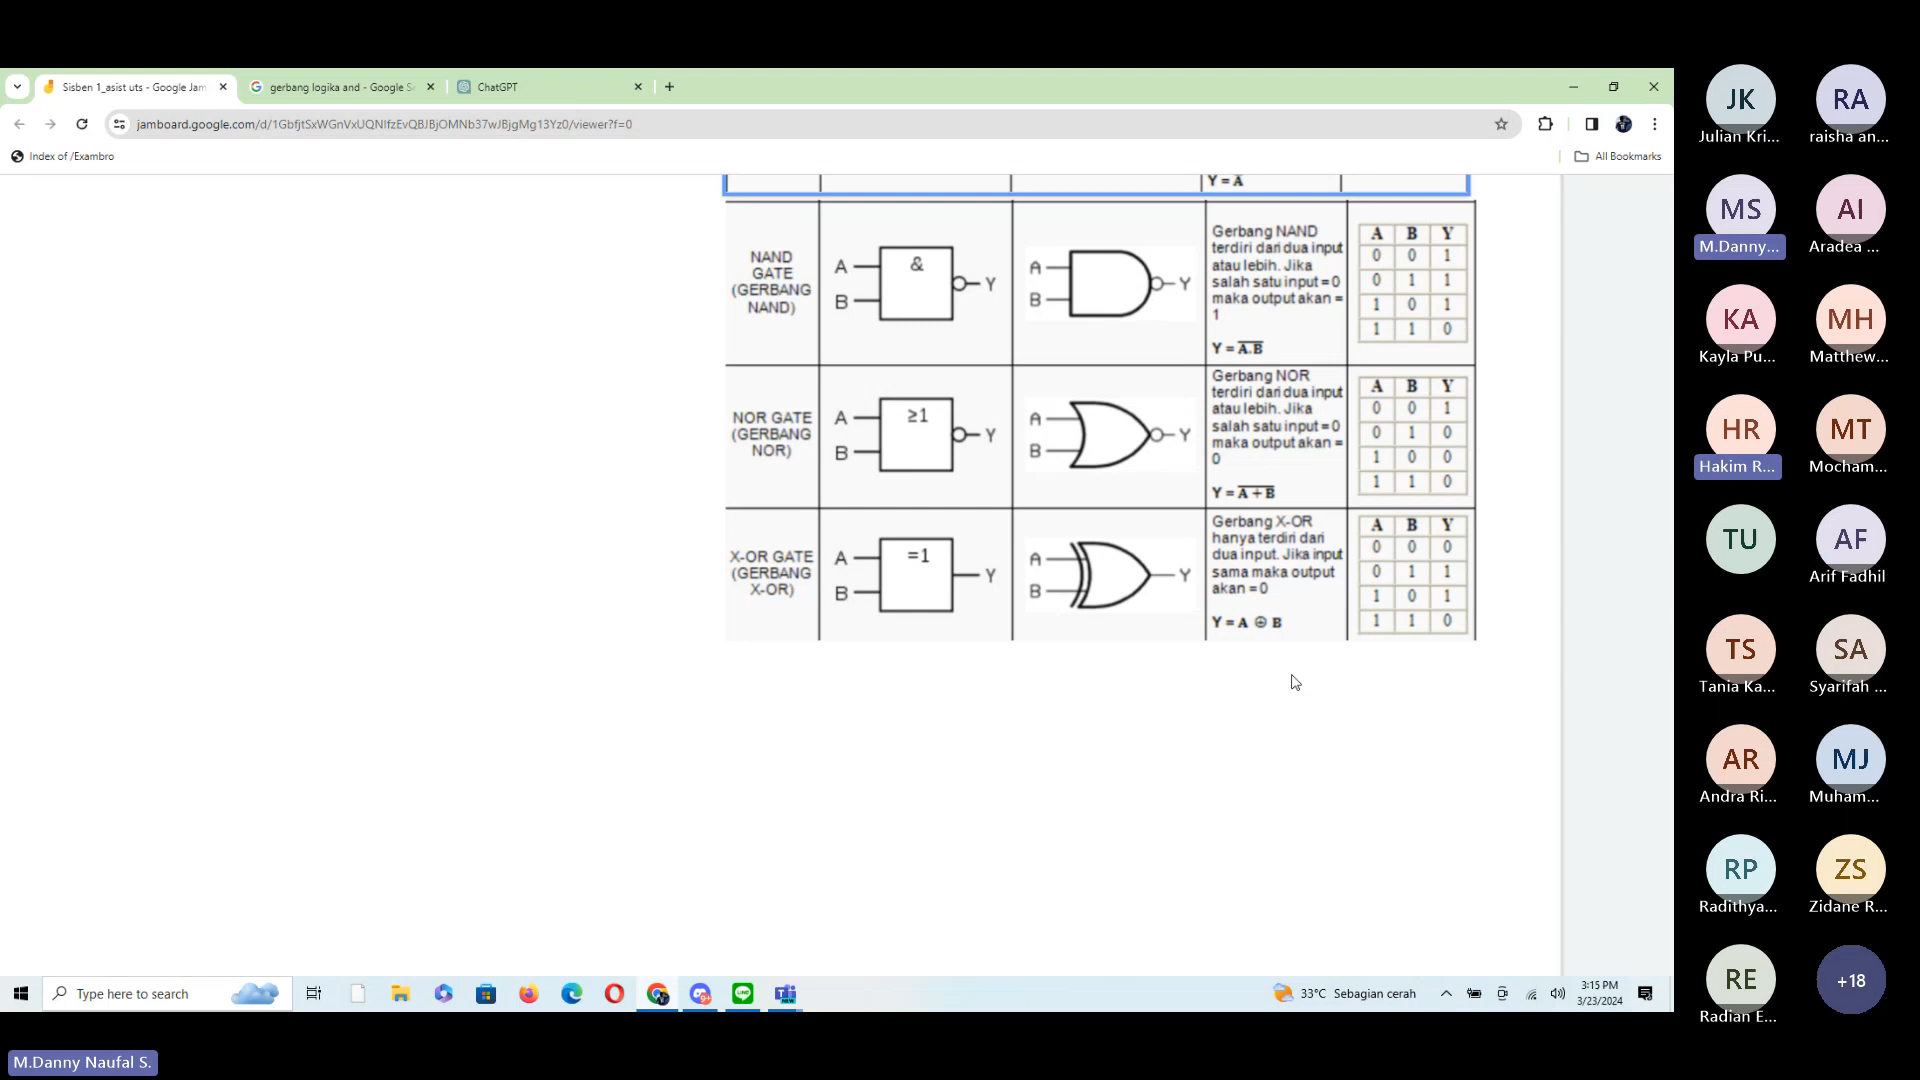 Sisben 1_asist uts - Google Jam
gerbang logika and - Google Se
ChatGPT
jamboard.google.com/d/1GbfjtSxWGnVxUQNIfzEvQBJBjOMNb37wJBjgMg13Yz0/viewer?f=0
Index of /Exambro
All Bookmarks
Y = A̅
NAND
GATE
(GERBANG
NAND)
A
B
&
Y
A
B
Y
Gerbang NAND
terdiri dari dua input
atau lebih. Jika
salah satu input = 0
maka output akan =
1
Y = A̅.̅B̅
A B Y
0 0 1
0 1 1
1 0 1
1 1 0
NOR GATE
(GERBANG
NOR)
A
B
≥1
Y
A
B
Y
Gerbang NOR
terdiri dari dua input
atau lebih. Jika
salah satu input = 0
maka output akan =
0
Y = A̅ ̅+̅ ̅B̅
A B Y
0 0 1
0 1 0
1 0 0
1 1 0
X-OR GATE
(GERBANG
X-OR)
A
B
=1
Y
A
B
Y
Gerbang X-OR
hanya terdiri dari
dua input. Jika input
sama maka output
akan = 0
Y = A ⊕ B
A B Y
0 0 0
0 1 1
1 0 1
1 1 0
JK
Julian Kri...
RA
raisha an...
MS
M.Danny...
AI
Aradea ...
KA
Kayla Pu...
MH
Matthew...
HR
Hakim R...
MT
Mocham...
TU
AF
Arif Fadhil
TS
Tania Ka...
SA
Syarifah ...
AR
Andra Ri...
MJ
Muham...
RP
Radithya...
ZS
Zidane R...
RE
Radian E...
+18
Type here to search
9+
NEW
33°C Sebagian cerah
3:15 PM
3/23/2024
M.Danny Naufal S.